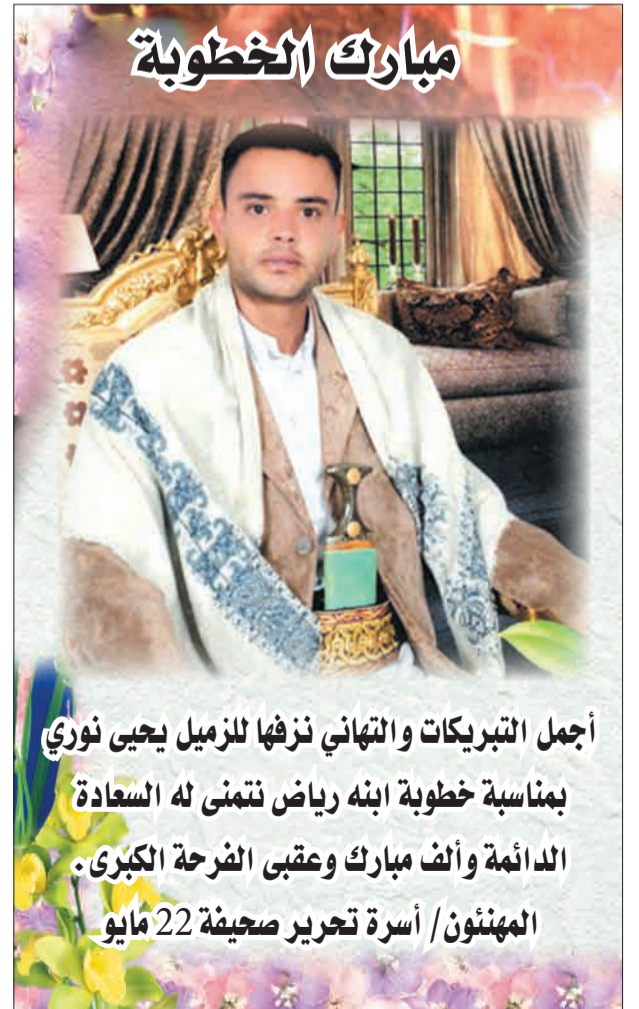 مبارك الخطوبة
أجمل التبريكات والتهاني نزفها للزميل يحيى نوري
بمناسبة خطوبة ابنه رياض نتمنى له السعادة
الدائمة وألف مبارك وعقبى الفرحة الكبرى.
المهنئون/ أسرة تحرير صحيفة 22 مايو